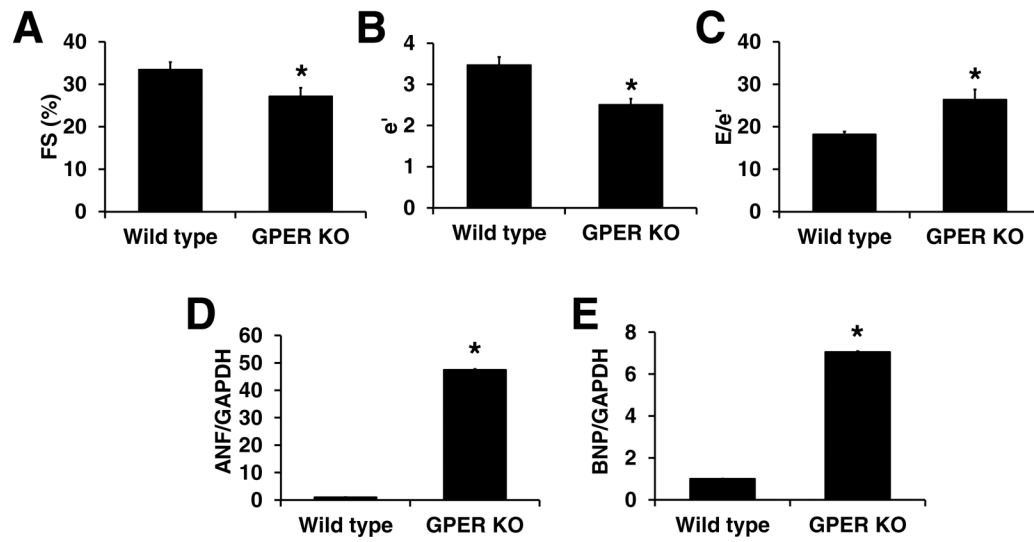 A
FS (%)
40
30
20
10
0
*
Wild type
GPER KO
B
e'
4
3
2
1
0
*
Wild type
GPER KO
C
E/e'
40
30
20
10
0
*
Wild type
GPER KO
D
ANF/GAPDH
60
50
40
30
20
10
0
*
Wild type
GPER KO
E
BNP/GAPDH
8
6
4
2
0
*
Wild type
GPER KO